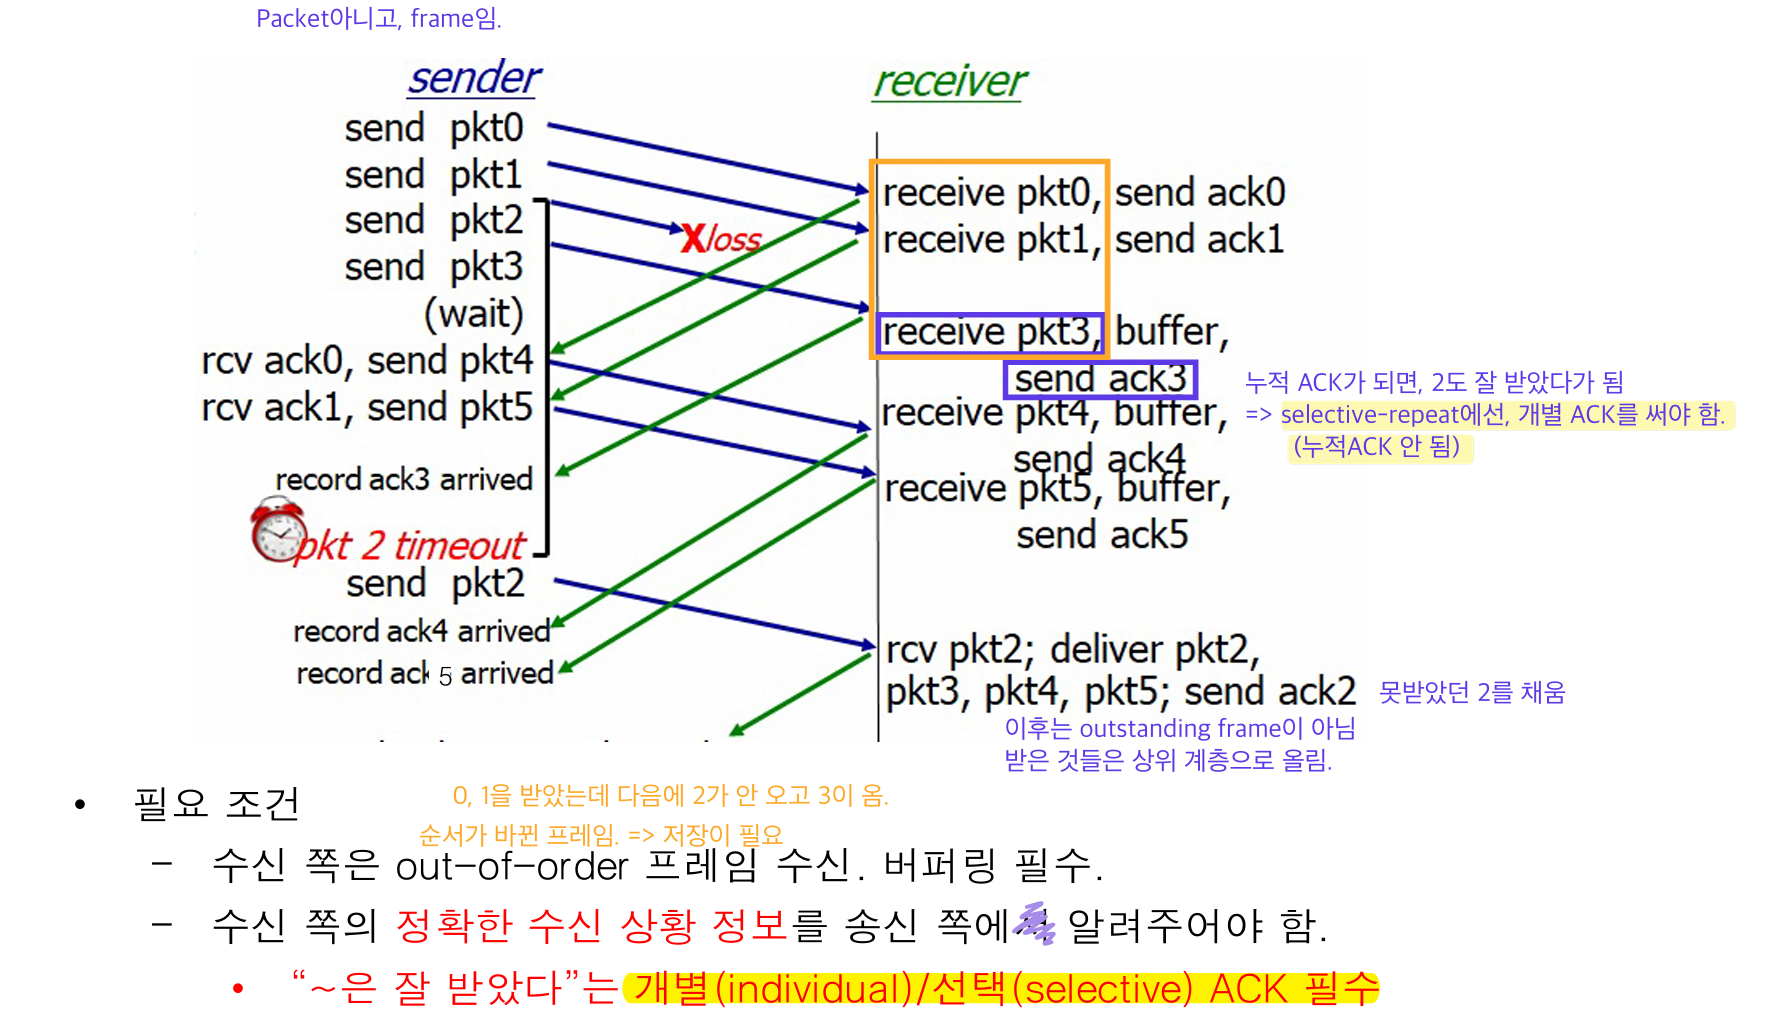 Packet아니고, frame임.
sender
receiver
send pkt0
send pkt1
send pkt2
send pkt3
(wait)
rcv ack0, send pkt4
rcv ack1, send pkt5
record ack3 arrived
pkt 2 timeout
send pkt2
record ack4 arrived
record ack 5 arrived
Xloss
receive pkt0, send ack0
receive pkt1, send ack1
receive pkt3, buffer,
send ack3
receive pkt4, buffer,
send ack4
receive pkt5, buffer,
send ack5
rcv pkt2; deliver pkt2,
pkt3, pkt4, pkt5; send ack2
누적 ACK가 되면, 2도 잘 받았다가 됨
=> selective-repeat에선, 개별 ACK를 써야 함.
(누적ACK 안 됨)
못받았던 2를 채움
이후는 outstanding frame이 아님
받은 것들은 상위 계층으로 올림.
• 필요 조건
0, 1을 받았는데 다음에 2가 안 오고 3이 옴.
순서가 바뀐 프레임. => 저장이 필요
– 수신 쪽은 out-of-order 프레임 수신. 버퍼링 필수.
– 수신 쪽의 정확한 수신 상황 정보를 송신 쪽에 알려주어야 함.
• “~은 잘 받았다”는 개별(individual)/선택(selective) ACK 필수